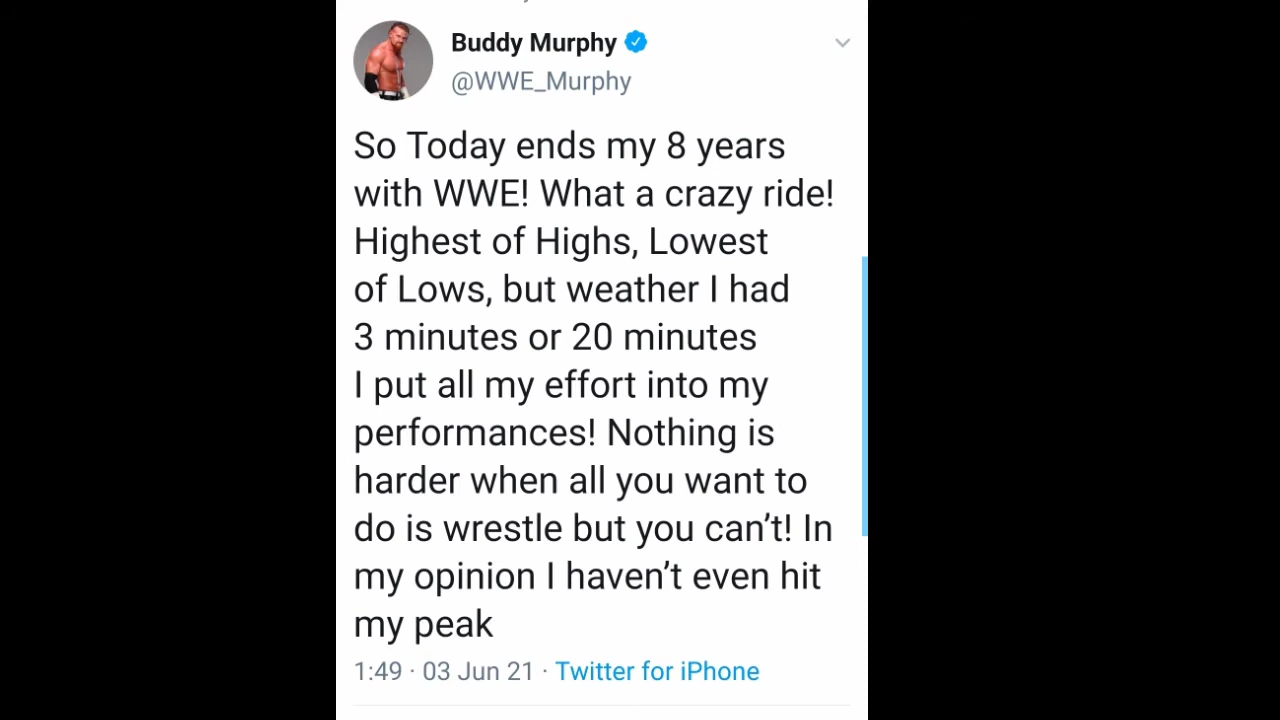 Buddy Murphy
@WWE_Murphy
So Today ends my 8 years
with WWE! What a crazy ride!
Highest of Highs, Lowest
of Lows, but weather I had
3 minutes or 20 minutes
I put all my effort into my
performances! Nothing is
harder when all you want to
do is wrestle but you can’t! In
my opinion I haven’t even hit
my peak
1:49 · 03 Jun 21 · Twitter for iPhone